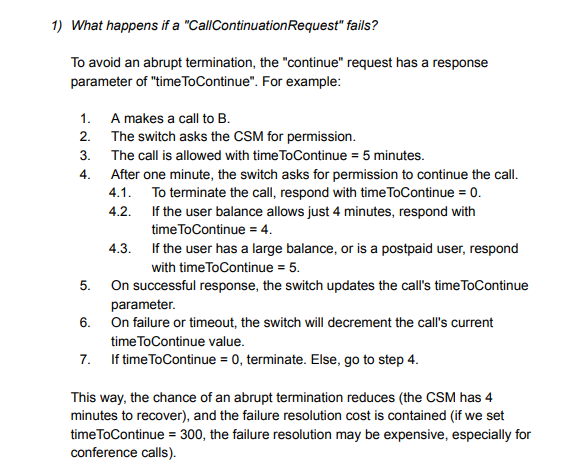 1) What happens if a "CallContinuationRequest" fails?
To avoid an abrupt termination, the "continue" request has a response
parameter of "timeToContinue". For example:
1. A makes a call to B.
2. The switch asks the CSM for permission.
3. The call is allowed with timeToContinue = 5 minutes.
4. After one minute, the switch asks for permission to continue the call.
4.1. To terminate the call, respond with timeToContinue = 0.
4.2. If the user balance allows just 4 minutes, respond with
timeToContinue = 4.
4.3. If the user has a large balance, or is a postpaid user, respond
with timeToContinue = 5.
5. On successful response, the switch updates the call's timeToContinue
parameter.
6. On failure or timeout, the switch will decrement the call's current
timeToContinue value.
7. If timeToContinue = 0, terminate. Else, go to step 4.
This way, the chance of an abrupt termination reduces (the CSM has 4
minutes to recover), and the failure resolution cost is contained (if we set
timeToContinue = 300, the failure resolution may be expensive, especially for
conference calls).